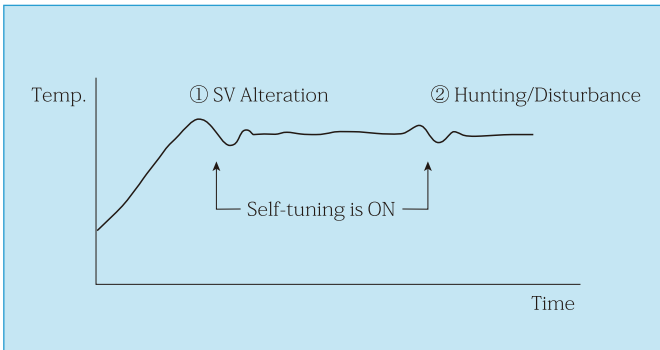 Temp.
① SV Alteration
② Hunting/Disturbance
Self-tuning is ON
Time